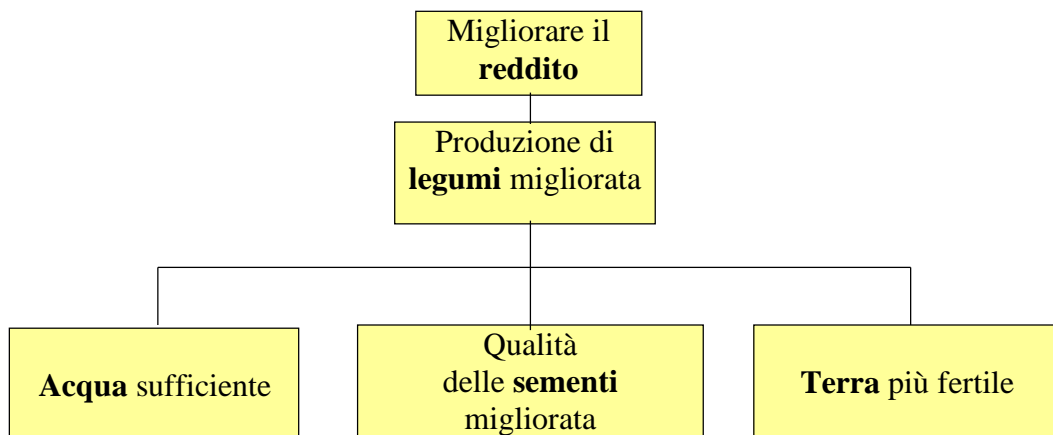 Migliorare il
reddito
Produzione di
legumi migliorata
Acqua sufficiente
Qualità
delle sementi
migliorata
Terra più fertile